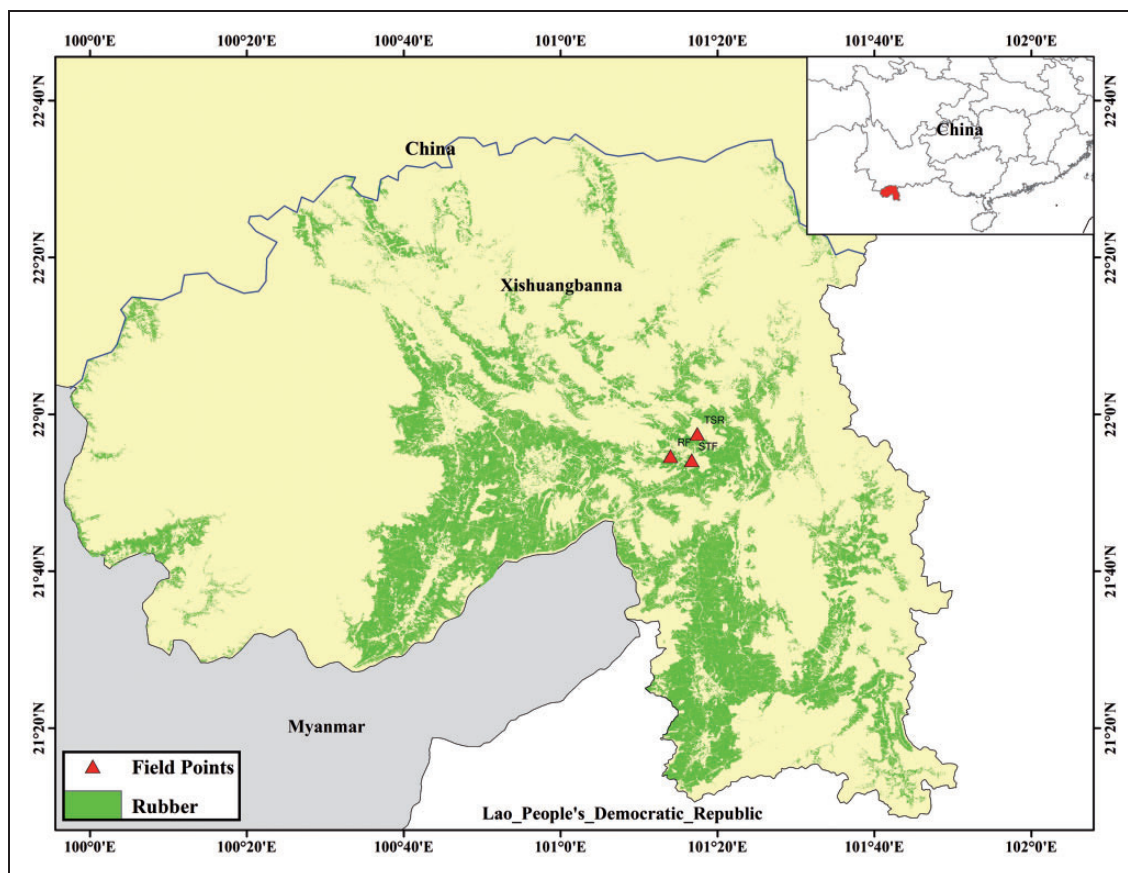 100°0'E 100°20'E 100°40'E 101°0'E 101°20'E 101°40'E 102°0'E
22°40'N 22°40'N
China
China
22°20'N 22°20'N
Xishuangbanna
22°0'N 22°0'N
TSR
RP STF
21°40'N 21°40'N
Myanmar
21°20'N 21°20'N
Field Points
Rubber
Lao_People's_Democratic_Republic
100°0'E 100°20'E 100°40'E 101°0'E 101°20'E 101°40'E 102°0'E